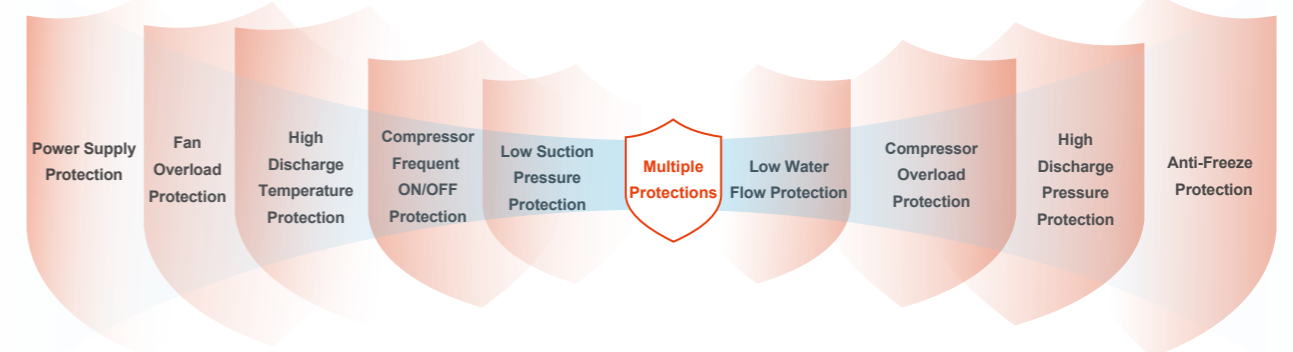 Power Supply
Protection
Fan
Overload
Protection
High
Discharge
Temperature
Protection
Compressor
Frequent
ON/OFF
Protection
Low Suction
Pressure
Protection
Multiple
Protections
Low Water
Flow Protection
Compressor
Overload
Protection
High
Discharge
Pressure
Protection
Anti-Freeze
Protection